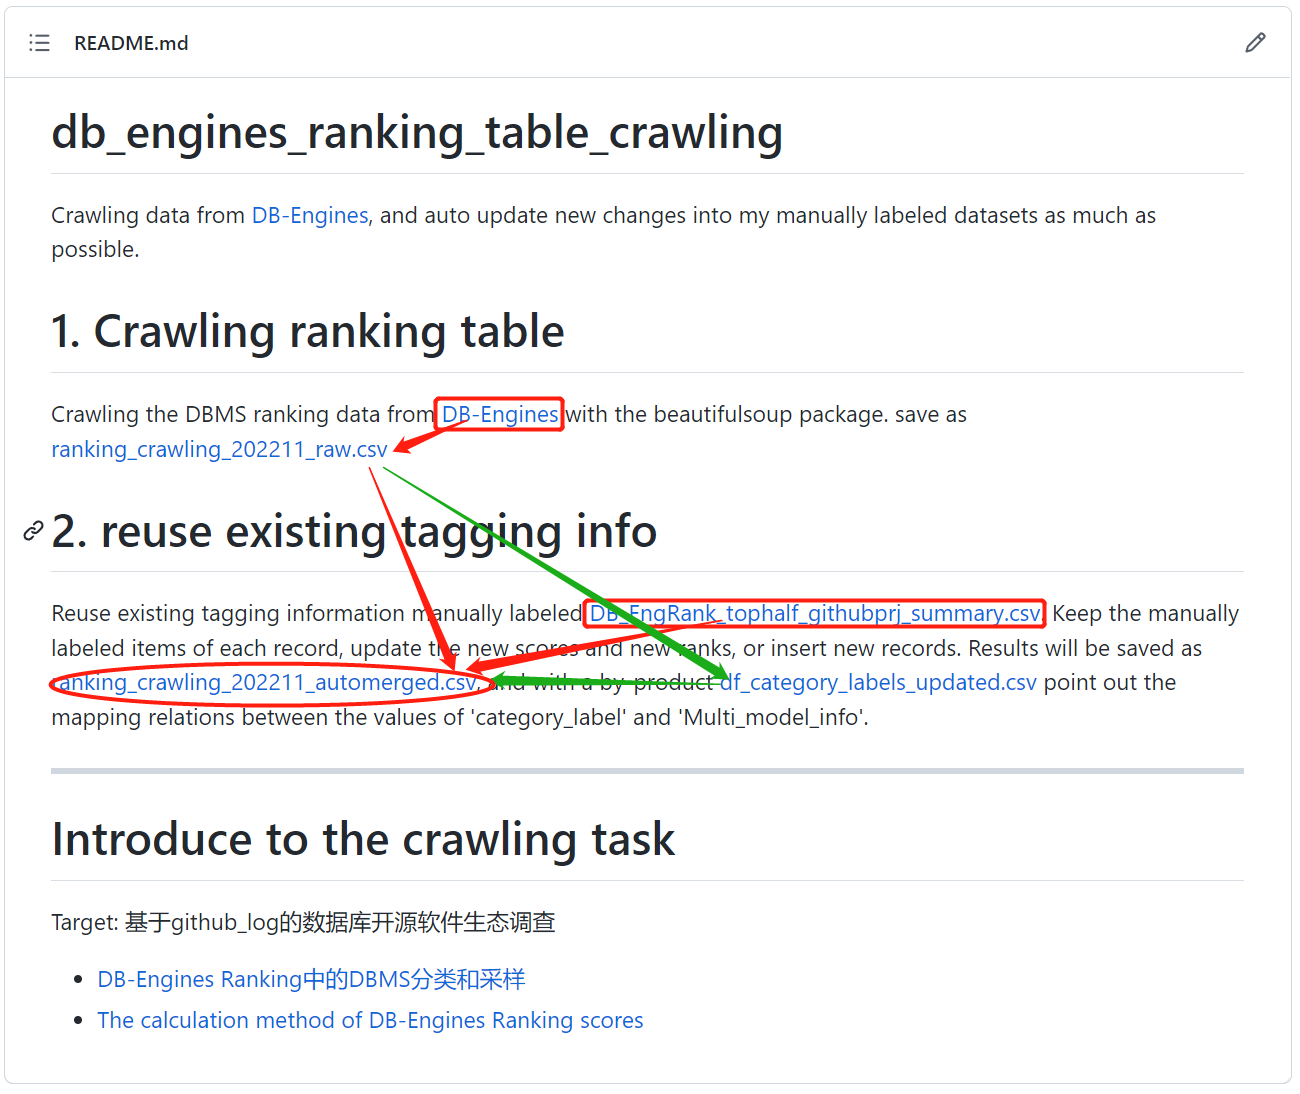 README.md
db_engines_ranking_table_crawling
Crawling data from DB-Engines, and auto update new changes into my manually labeled datasets as much as
possible.
1. Crawling ranking table
Crawling the DBMS ranking data from DB-Engines with the beautifulsoup package. save as
ranking_crawling_202211_raw.csv
2. reuse existing tagging info
Reuse existing tagging information manually labeled DB_EngRank_tophalf_githubprj_summary.csv. Keep the manually
labeled items of each record, update the new scores and new ranks, or insert new records. Results will be saved as
ranking_crawling_202211_automerged.csv, and with a by-product df_category_labels_updated.csv point out the
mapping relations between the values of 'category_label' and 'Multi_model_info'.
Introduce to the crawling task
Target: 基于github_log的数据库开源软件生态调查
DB-Engines Ranking中的DBMS分类和采样
The calculation method of DB-Engines Ranking scores